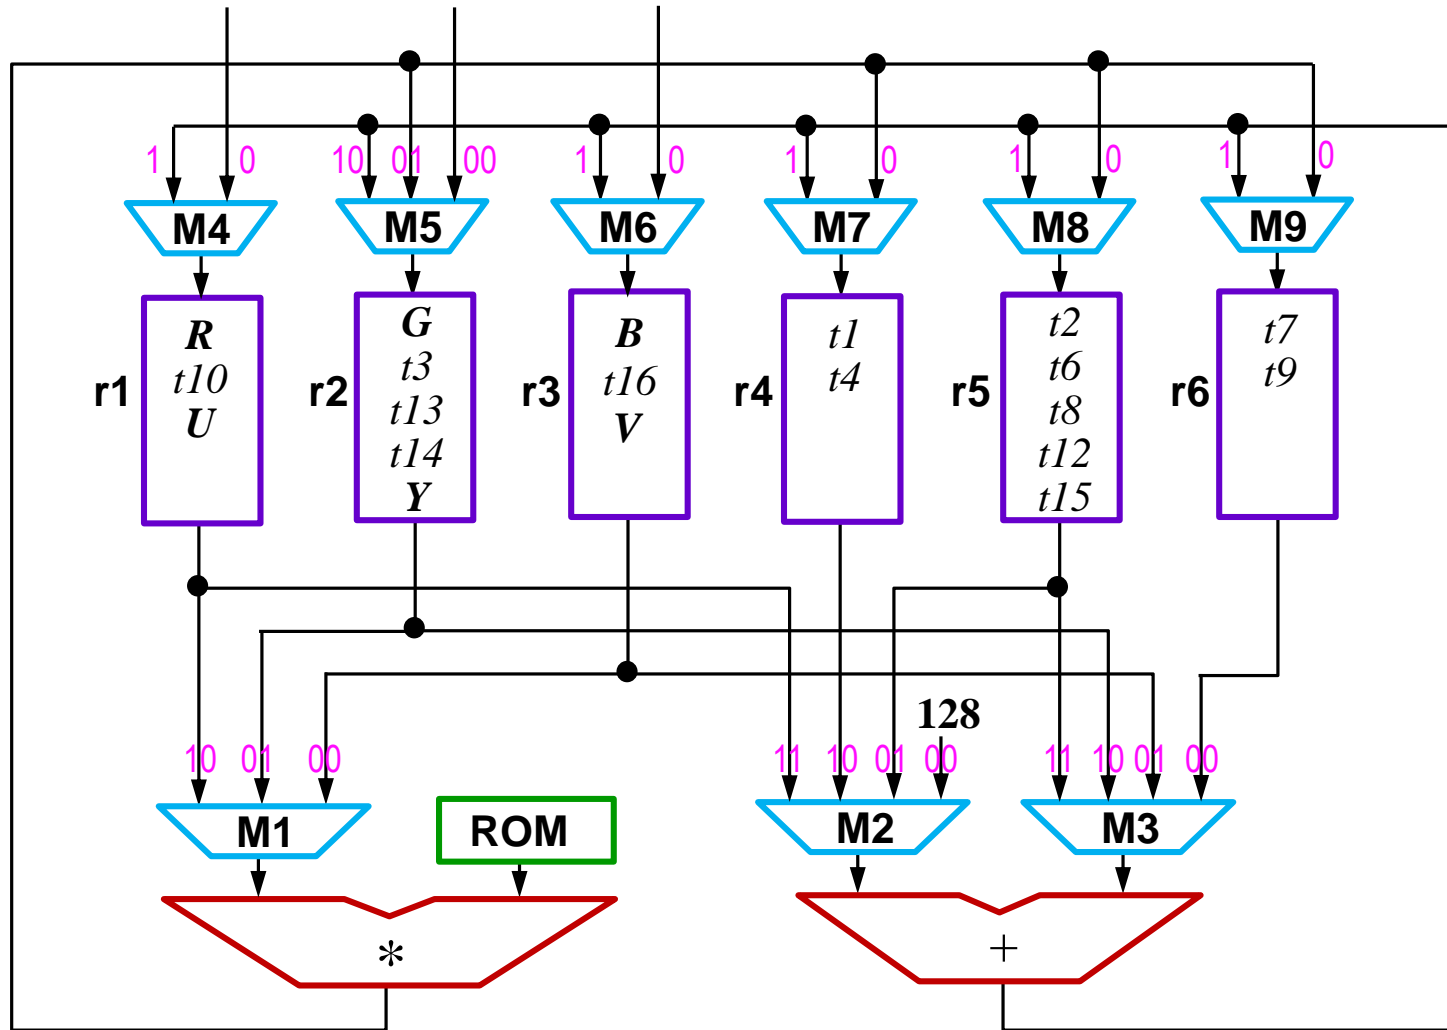 1 0 10 01 00 1 0 1 0 1 0 1 0
M4 M5 M6 M7 M8 M9
r1 R t10 U
r2 G t3 t13 t14 Y
r3 B t16 V
r4 t1 t4
r5 t2 t6 t8 t12 t15
r6 t7 t9
128
10 01 00 11 10 01 00 11 10 01 00
M1 ROM M2 M3
* +